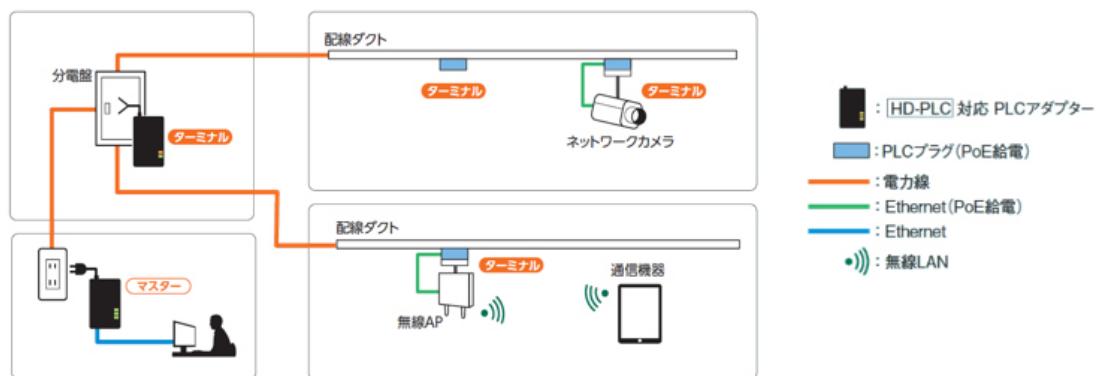 分電盤
ターミナル
マスター
配線ダクト
ターミナル
ターミナル
ネットワークカメラ
配線ダクト
ターミナル
無線AP
通信機器
: HD-PLC 対応 PLCアダプター
: PLCプラグ(PoE給電)
: 電力線
: Ethernet(PoE給電)
: Ethernet
: 無線LAN